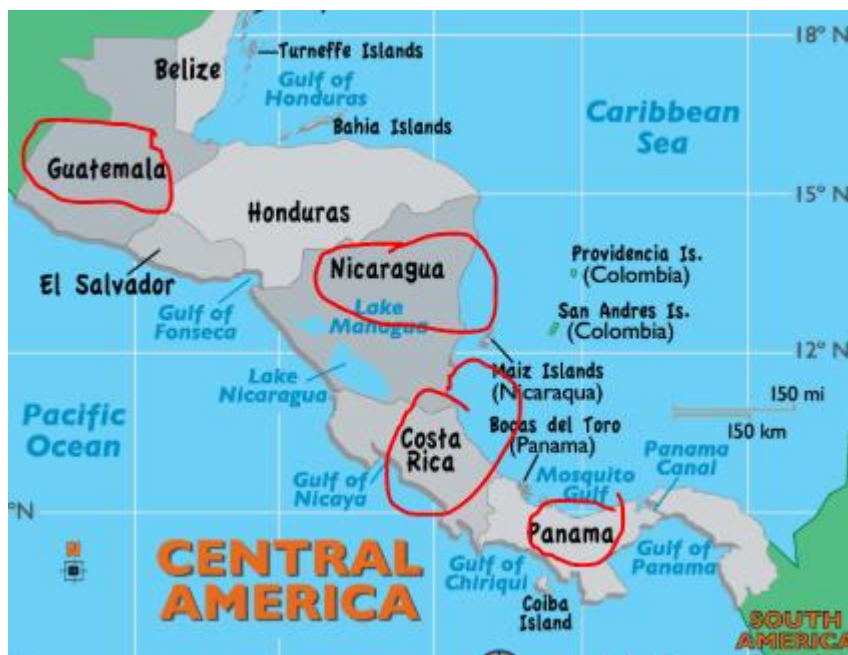 18° N
Turneffe Islands
Belize
Gulf of
Honduras
Caribbean
Sea
Bahia Islands
Guatemala
15° N
Honduras
Nicaragua
Providencia Is.
(Colombia)
El Salvador
Gulf of
Fonseca
Lake
Managua
San Andres Is.
(Colombia)
12° N
Lake
Nicaragua
Maiz Islands
(Nicaraqua)
150 mi
150 km
Pacific
Ocean
Costa
Rica
Bocas del Toro
(Panama)
Panama
Canal
Mosquito
Gulf
Gulf of
Nicaya
°N
Panama
N
CENTRAL
AMERICA
Gulf of
Chiriqui
Gulf of
Panama
Coiba
Island
SOUTH
AMERICA